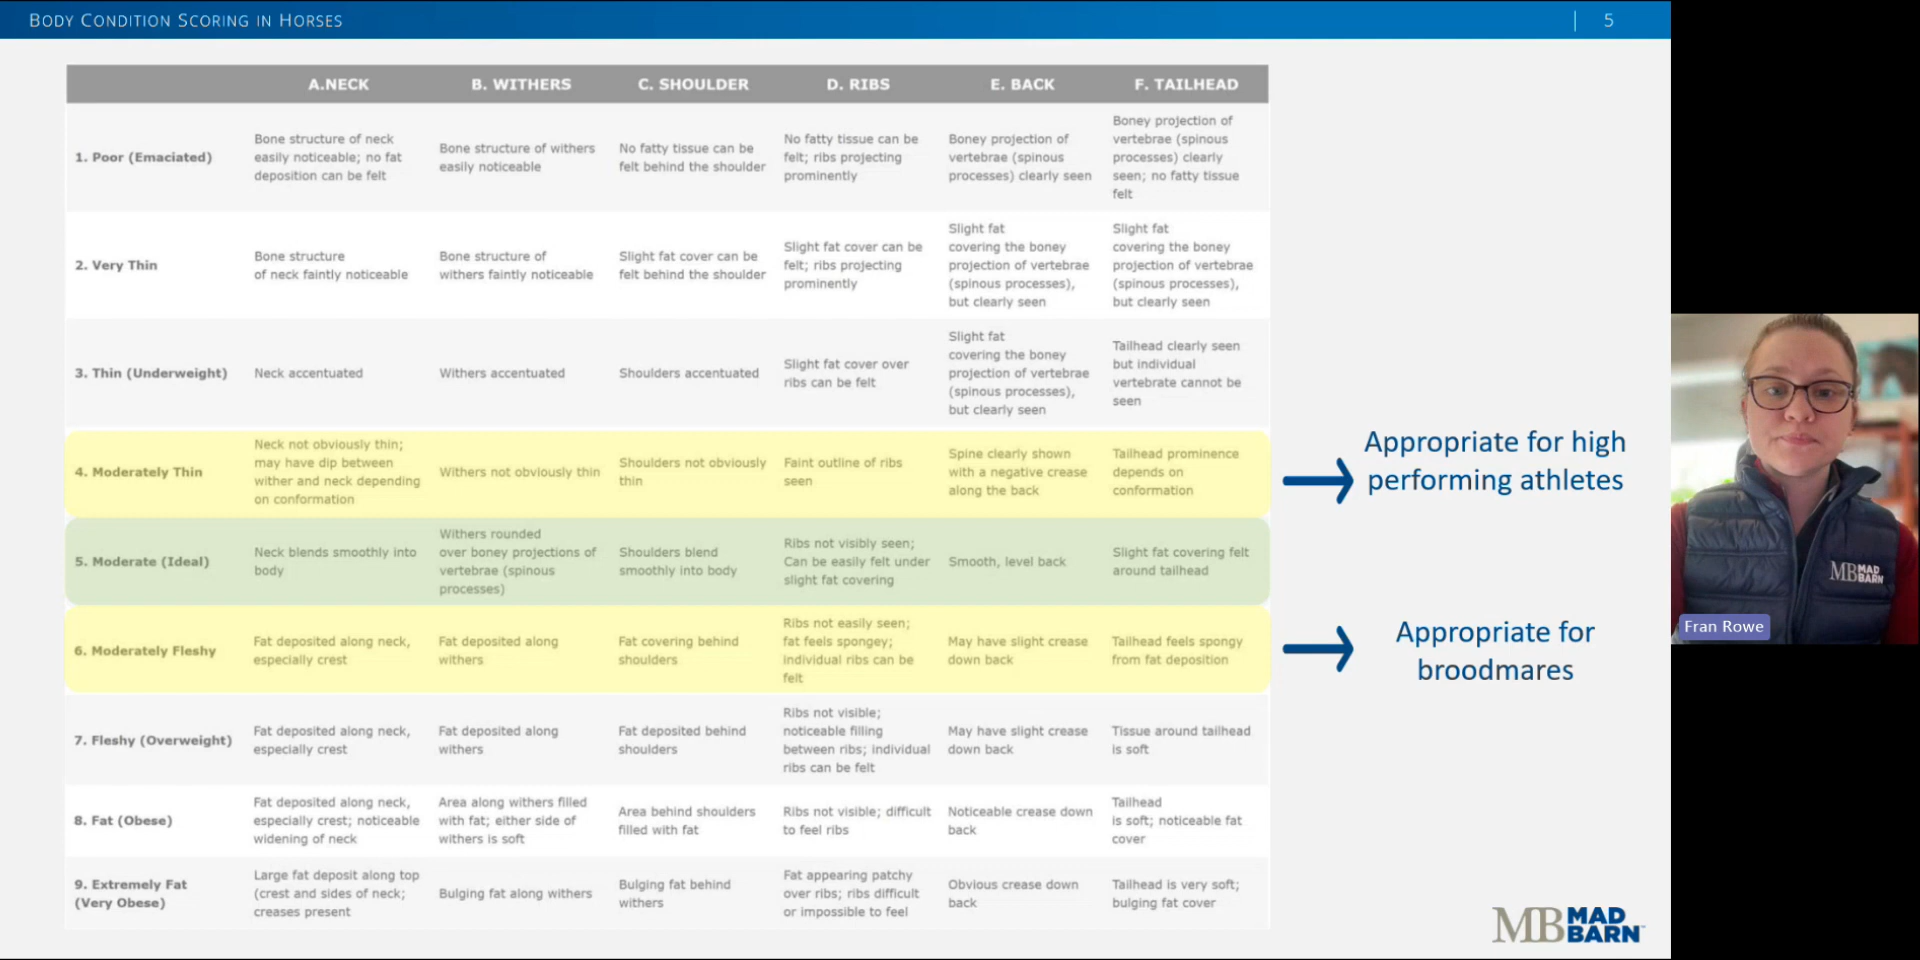 BODY CONDITION SCORING IN HORSES
5
A.NECK
B. WITHERS
C. SHOULDER
D. RIBS
E. BACK
F. TAILHEAD
1. Poor (Emaciated)
Bone structure of neck
easily noticeable; no fat
deposition can be felt
Bone structure of withers
easily noticeable
No fatty tissue can be
felt behind the shoulder
No fatty tissue can be
felt; ribs projecting
prominently
Boney projection of
vertebrae (spinous
processes) clearly seen
Boney projection of
vertebrae (spinous
processes) clearly
seen; no fatty tissue
felt
2. Very Thin
Bone structure
of neck faintly noticeable
Bone structure of
withers faintly noticeable
Slight fat cover can be
felt behind the shoulder
Slight fat cover can be
felt; ribs projecting
prominently
Slight fat
covering the boney
projection of vertebrae
(spinous processes),
but clearly seen
Slight fat
covering the boney
projection of vertebrae
(spinous processes),
but clearly seen
3. Thin (Underweight)
Neck accentuated
Withers accentuated
Shoulders accentuated
Slight fat cover over
ribs can be felt
Slight fat
covering the boney
projection of vertebrae
(spinous processes),
but clearly seen
Tailhead clearly seen
but individual
vertebrate cannot be
seen
4. Moderately Thin
Neck not obviously thin;
may have dip between
wither and neck depending
on conformation
Withers not obviously thin
Shoulders not obviously
thin
Faint outline of ribs
seen
Spine clearly shown
with a negative crease
along the back
Tailhead prominence
depends on
conformation
Appropriate for high
performing athletes
5. Moderate (Ideal)
Neck blends smoothly into
body
Withers rounded
over boney projections of
vertebrae (spinous
processes)
Shoulders blend
smoothly into body
Ribs not visibly seen;
Can be easily felt under
slight fat covering
Smooth, level back
Slight fat covering felt
around tailhead
6. Moderately Fleshy
Fat deposited along neck,
especially crest
Fat deposited along
withers
Fat covering behind
shoulders
Ribs not easily seen;
fat feels spongey;
individual ribs can be
felt
May have slight crease
down back
Tailhead feels spongy
from fat deposition
Appropriate for
broodmares
7. Fleshy (Overweight)
Fat deposited along neck,
especially crest
Fat deposited along
withers
Fat deposited behind
shoulders
Ribs not visible;
noticeable filling
between ribs; individual
ribs can be felt
May have slight crease
down back
Tissue around tailhead
is soft
8. Fat (Obese)
Fat deposited along neck,
especially crest; noticeable
widening of neck
Area along withers filled
with fat; either side of
withers is soft
Area behind shoulders
filled with fat
Ribs not visible; difficult
to feel ribs
Noticeable crease down
back
Tailhead
is soft; noticeable fat
cover
9. Extremely Fat
(Very Obese)
Large fat deposit along top
(crest and sides of neck;
creases present
Bulging fat along withers
Bulging fat behind
withers
Fat appearing patchy
over ribs; ribs difficult
or impossible to feel
Obvious crease down
back
Tailhead is very soft;
bulging fat cover
MB MAD
BARN
MB MAD
BARN
Fran Rowe